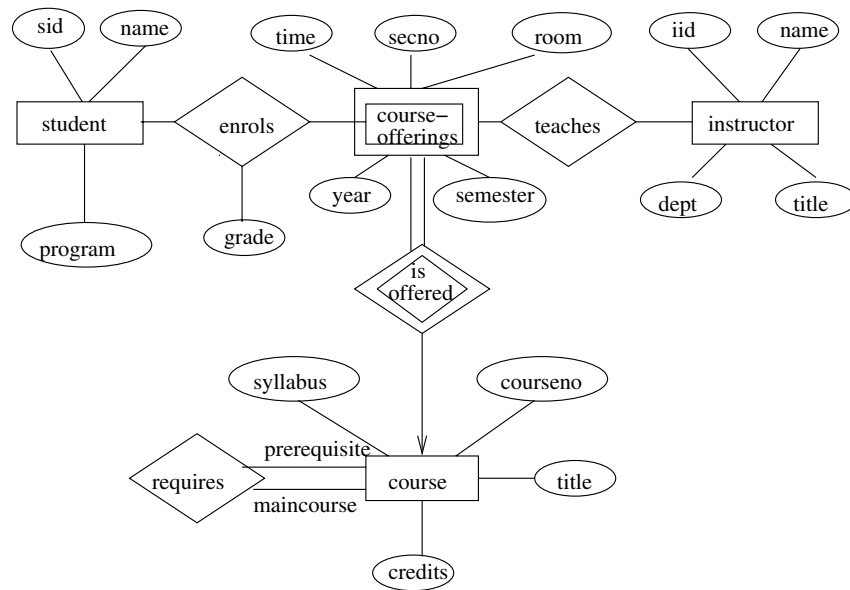 sid
name
time
secno
room
iid
name
student
enrols
course-
offerings
teaches
instructor
year
semester
dept
title
program
grade
is
offered
syllabus
courseno
prerequisite
requires
course
title
maincourse
credits